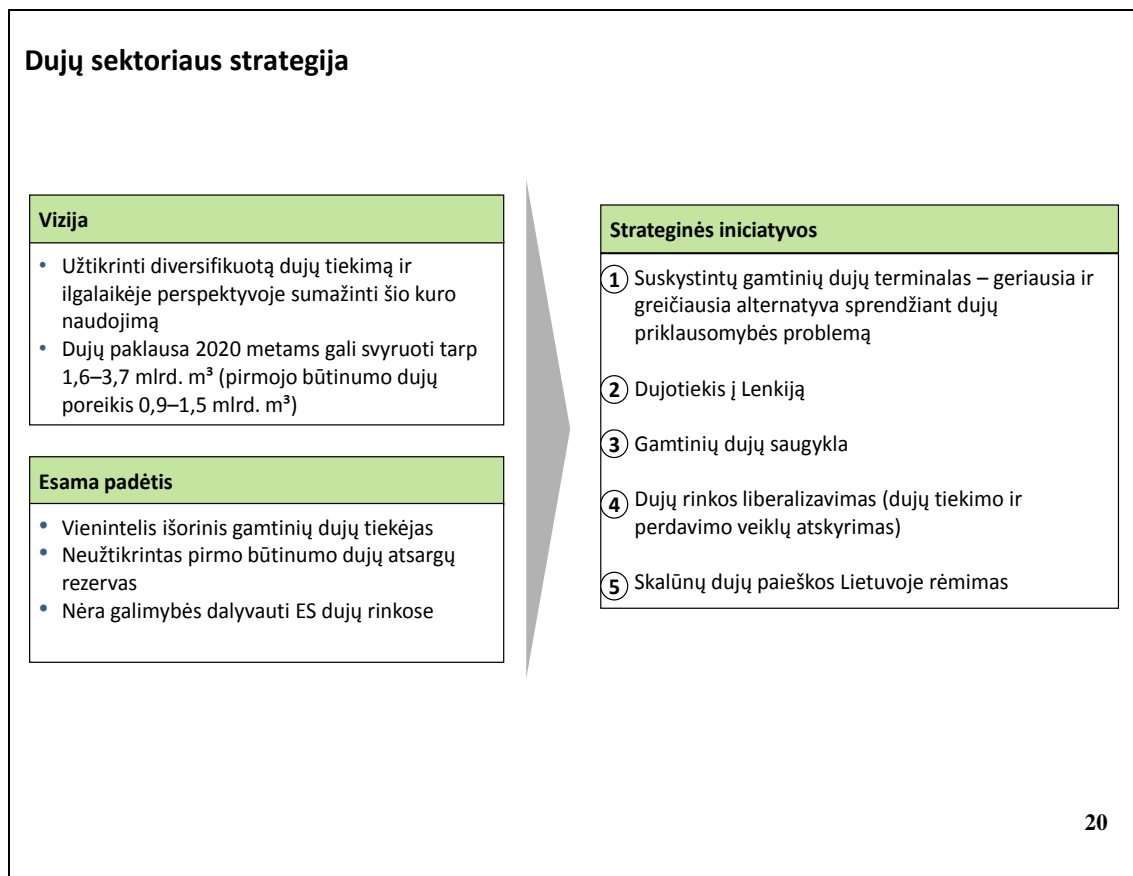 Dujų sektoriaus strategija
Vizija
• Užtikrinti diversifikuotą dujų tiekimą ir
ilgalaikėje perspektyvoje sumažinti šio kuro
naudojimą
• Dujų paklausa 2020 metams gali svyruoti tarp
1,6–3,7 mlrd. m³ (pirmojo būtinumo dujų
poreikis 0,9–1,5 mlrd. m³)
Esama padėtis
• Vienintelis išorinis gamtinių dujų tiekėjas
• Neužtikrintas pirmo būtinumo dujų atsargų
rezervas
• Nėra galimybės dalyvauti ES dujų rinkose
Strateginės iniciatyvos
1 Suskystintų gamtinių dujų terminalas – geriausia ir
greičiausia alternatyva sprendžiant dujų
priklausomybės problemą
2 Dujotiekis į Lenkiją
3 Gamtinių dujų saugykla
4 Dujų rinkos liberalizavimas (dujų tiekimo ir
perdavimo veiklų atskyrimas)
5 Skalūnų dujų paieškos Lietuvoje rėmimas
20